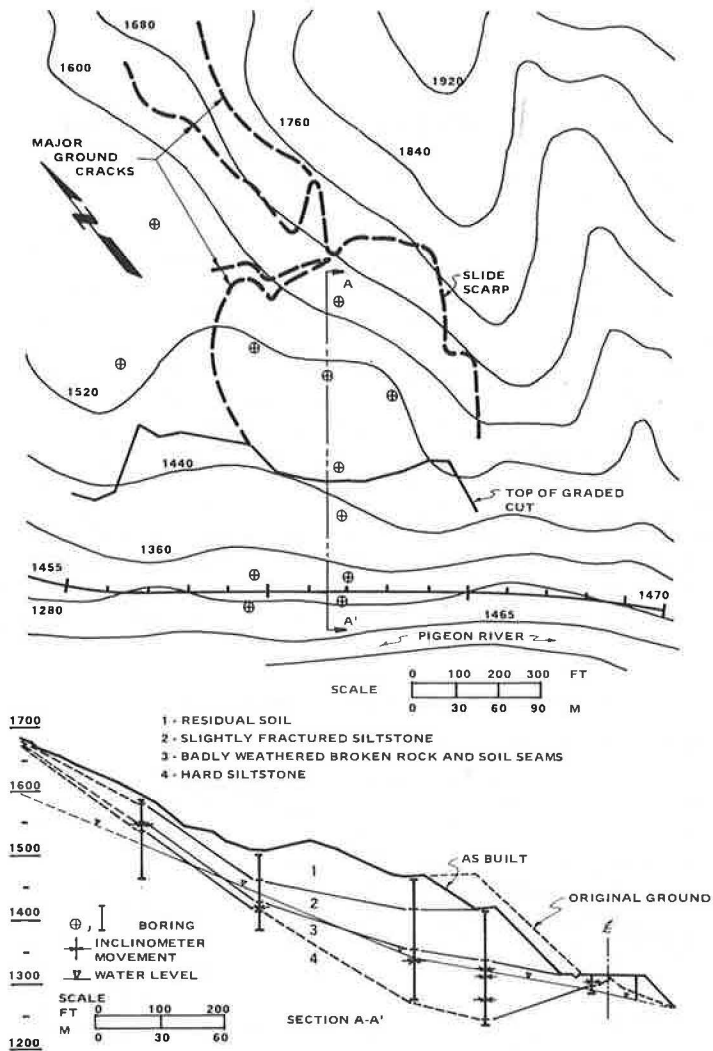 1680
1600
1920
1760
MAJOR
GROUND
CRACKS
1840
A
SLIDE
SCARP
1520
1440
TOP OF GRADED
CUT
1360
1455
1280
1470
1465
A'
PIGEON RIVER
SCALE
0 100 200 300 FT
0 30 60 90 M
1700
1600
1500
1400
1300
1200
1 - RESIDUAL SOIL
2 - SLIGHTLY FRACTURED SILTSTONE
3 - BADLY WEATHERED BROKEN ROCK AND SOIL SEAMS
4 - HARD SILTSTONE
AS BUILT
ORIGINAL GROUND
1
2
3
4
, BORING
INCLINOMETER
MOVEMENT
WATER LEVEL
SCALE
FT 0 100 200
M 0 30 60
SECTION A-A'